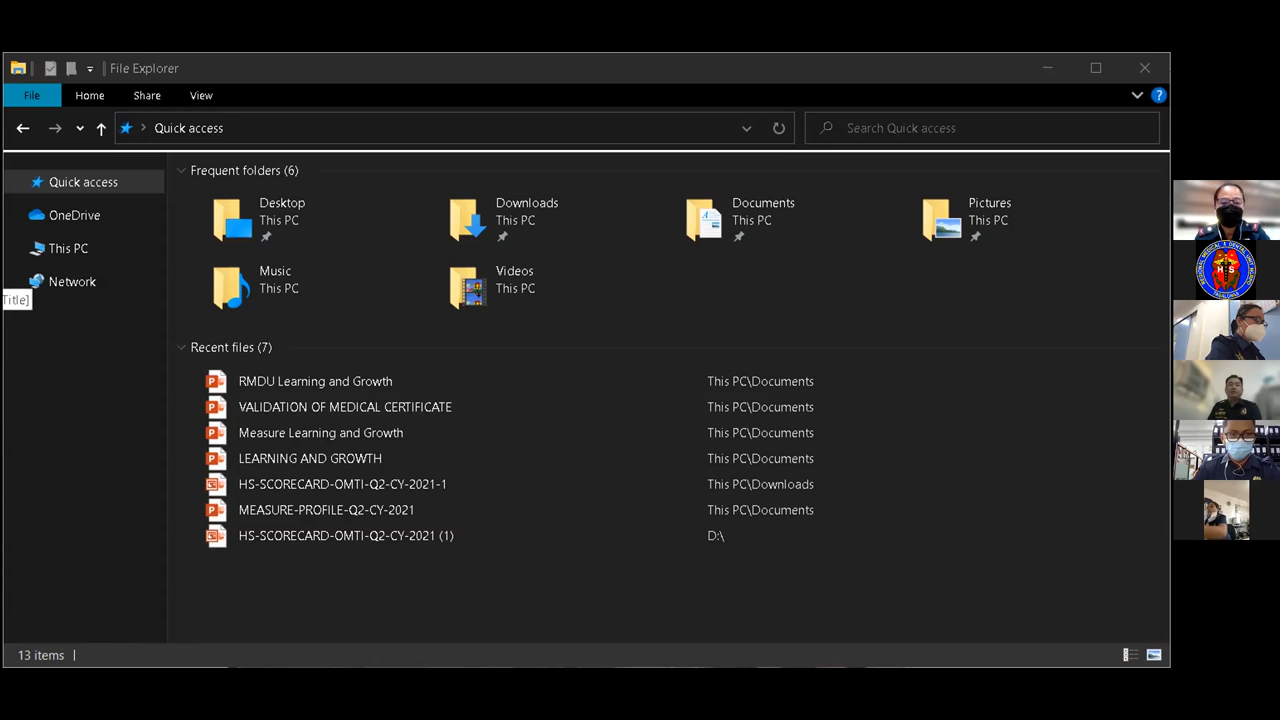 File Explorer
File Home Share View
Quick access
Search Quick access
Quick access
OneDrive
This PC
Network
Title]
Frequent folders (6)
Desktop
This PC
Downloads
This PC
Documents
This PC
Pictures
This PC
Music
This PC
Videos
This PC
Recent files (7)
RMDU Learning and Growth This PC\Documents
VALIDATION OF MEDICAL CERTIFICATE This PC\Documents
Measure Learning and Growth This PC\Documents
LEARNING AND GROWTH This PC\Documents
HS-SCORECARD-OMTI-Q2-CY-2021-1 This PC\Downloads
MEASURE-PROFILE-Q2-CY-2021 This PC\Documents
HS-SCORECARD-OMTI-Q2-CY-2021 (1) D:\
13 items
REGIONAL MEDICAL & DENTAL UNIT
HS